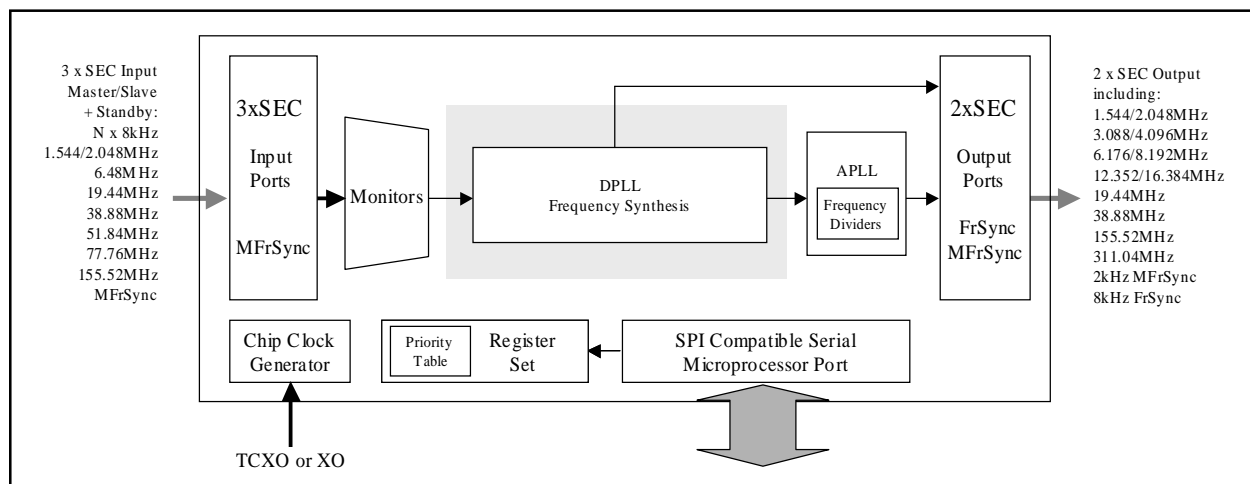 3 x SEC Input
Master/Slave
+ Standby:
N x 8kHz
1.544/2.048MHz
6.48MHz
19.44MHz
38.88MHz
51.84MHz
77.76MHz
155.52MHz
MFrSync
3xSEC
Input
Ports
MFrSync
Monitors
DPLL
Frequency Synthesis
APLL
Frequency
Dividers
2xSEC
Output
Ports
FrSync
MFrSync
2 x SEC Output
including:
1.544/2.048MHz
3.088/4.096MHz
6.176/8.192MHz
12.352/16.384MHz
19.44MHz
38.88MHz
155.52MHz
311.04MHz
2kHz MFrSync
8kHz FrSync
Chip Clock
Generator
Priority
Table
Register
Set
SPI Compatible Serial
Microprocessor Port
TCXO or XO